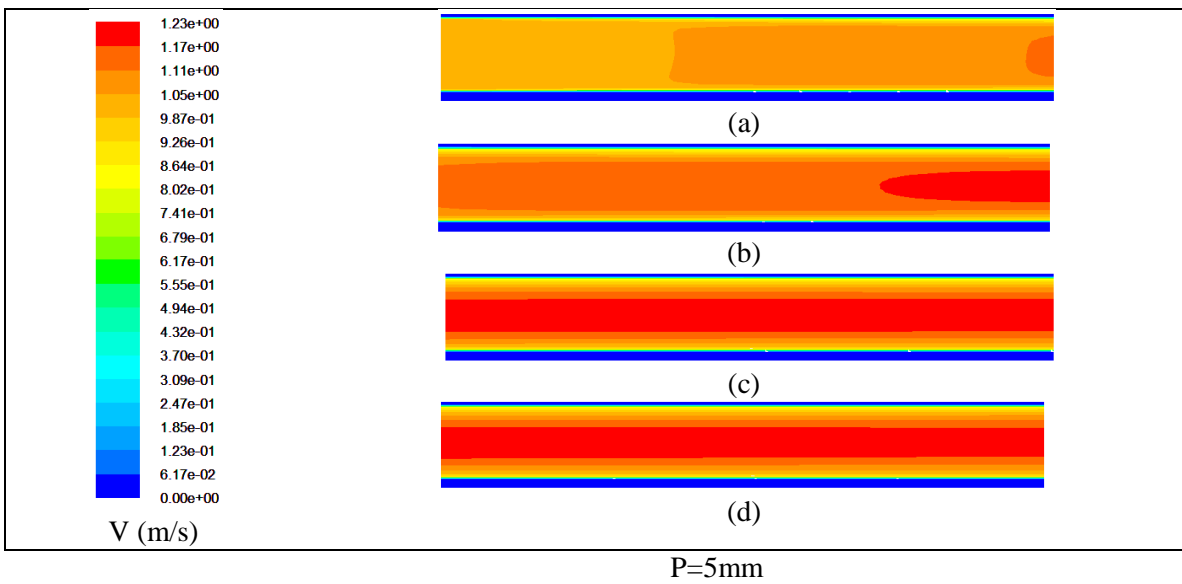 1.23e+00
1.17e+00
1.11e+00
1.05e+00
9.87e-01
9.26e-01
8.64e-01
8.02e-01
7.41e-01
6.79e-01
6.17e-01
5.55e-01
4.94e-01
4.32e-01
3.70e-01
3.09e-01
2.47e-01
1.85e-01
1.23e-01
6.17e-02
0.00e+00
V (m/s)
(a)
(b)
(c)
(d)
P=5mm